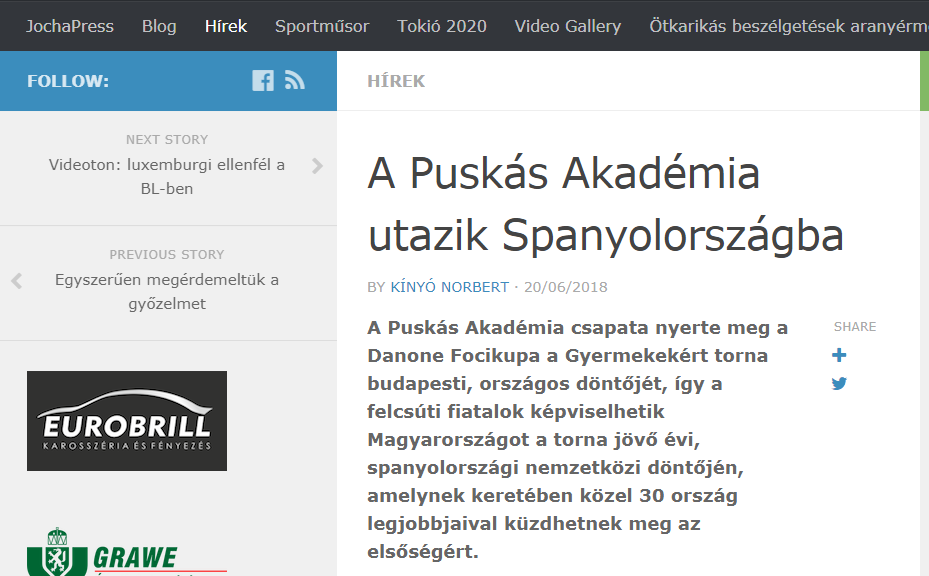 JochaPress Blog Hírek Sportműsor Tokió 2020 Video Gallery Ötkarikás beszélgetések aranyérm
FOLLOW:
NEXT STORY
Videoton: luxemburgi ellenfél a
BL-ben
PREVIOUS STORY
Egyszerűen megérdemeltük a
győzelmet
EUROBRILL
KAROSSZÉRIA ÉS FÉNYEZÉS
GRAWE
HÍREK
A Puskás Akadémia
utazik Spanyolországba
BY KÍNYÓ NORBERT · 20/06/2018
A Puskás Akadémia csapata nyerte meg a
Danone Focikupa a Gyermekekért torna
budapesti, országos döntőjét, így a
felcsúti fiatalok képviselhetik
Magyarországot a torna jövő évi,
spanyolországi nemzetközi döntőjén,
amelynek keretében közel 30 ország
legjobbjaival küzdhetnek meg az
elsőségért.
SHARE